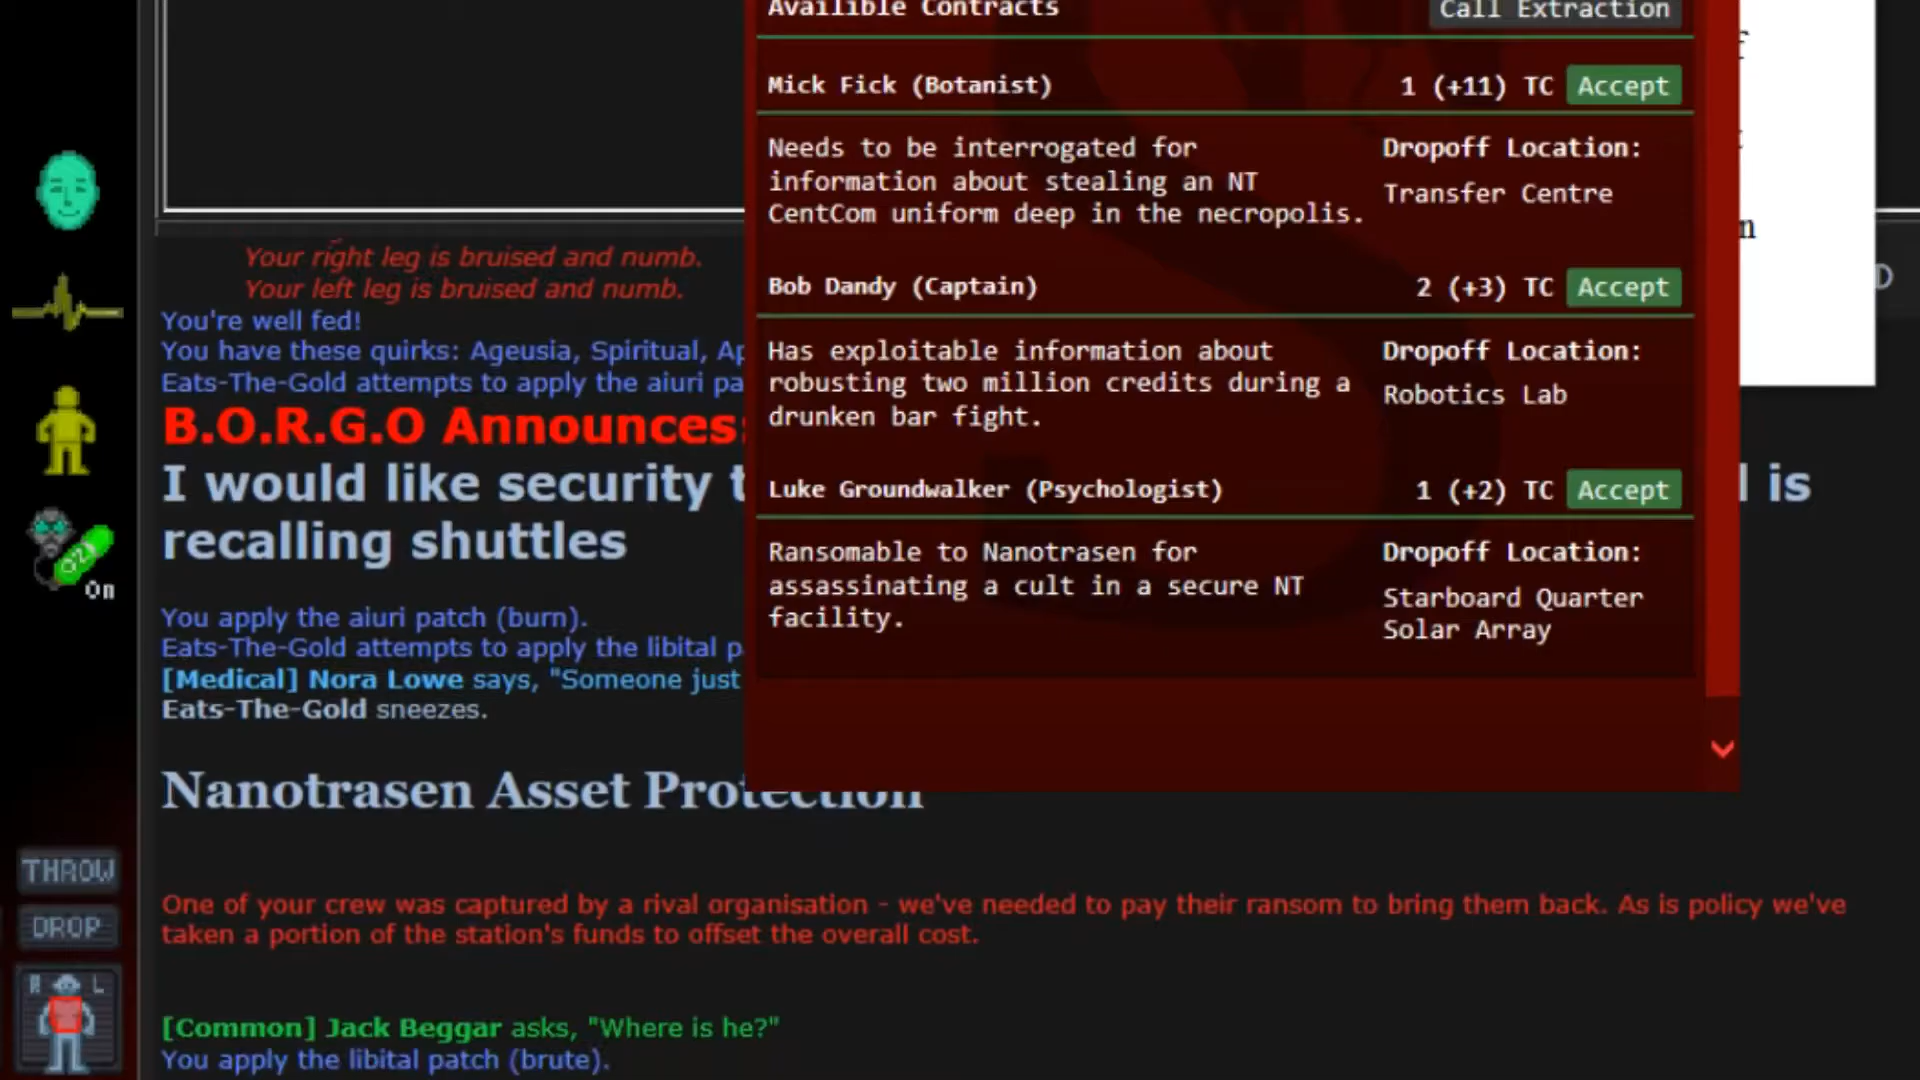 Availible Contracts
Call Extraction
Mick Fick (Botanist)
1 (+11) TC
Accept
Needs to be interrogated for
information about stealing an NT
CentCom uniform deep in the necropolis.
Dropoff Location:
Transfer Centre
Bob Dandy (Captain)
2 (+3) TC
Accept
Has exploitable information about
robusting two million credits during a
drunken bar fight.
Dropoff Location:
Robotics Lab
Luke Groundwalker (Psychologist)
1 (+2) TC
Accept
Ransomable to Nanotrasen for
assassinating a cult in a secure NT
facility.
Dropoff Location:
Starboard Quarter
Solar Array
Your right leg is bruised and numb.
Your left leg is bruised and numb.
You're well fed!
You have these quirks: Ageusia, Spiritual,
Eats-The-Gold attempts to apply the aiuri
B.O.R.G.O Announces:
I would like security is
recalling shuttles
You apply the aiuri patch (burn).
Eats-The-Gold attempts to apply the libital
[Medical] Nora Lowe says, "Someone just
Eats-The-Gold sneezes.
Nanotrasen Asset Protection
One of your crew was captured by a rival organisation - we've needed to pay their ransom to bring them back. As is policy we've
taken a portion of the station's funds to offset the overall cost.
[Common] Jack Beggar asks, "Where is he?"
You apply the libital patch (brute).
O2
On
THROW
DROP
R L